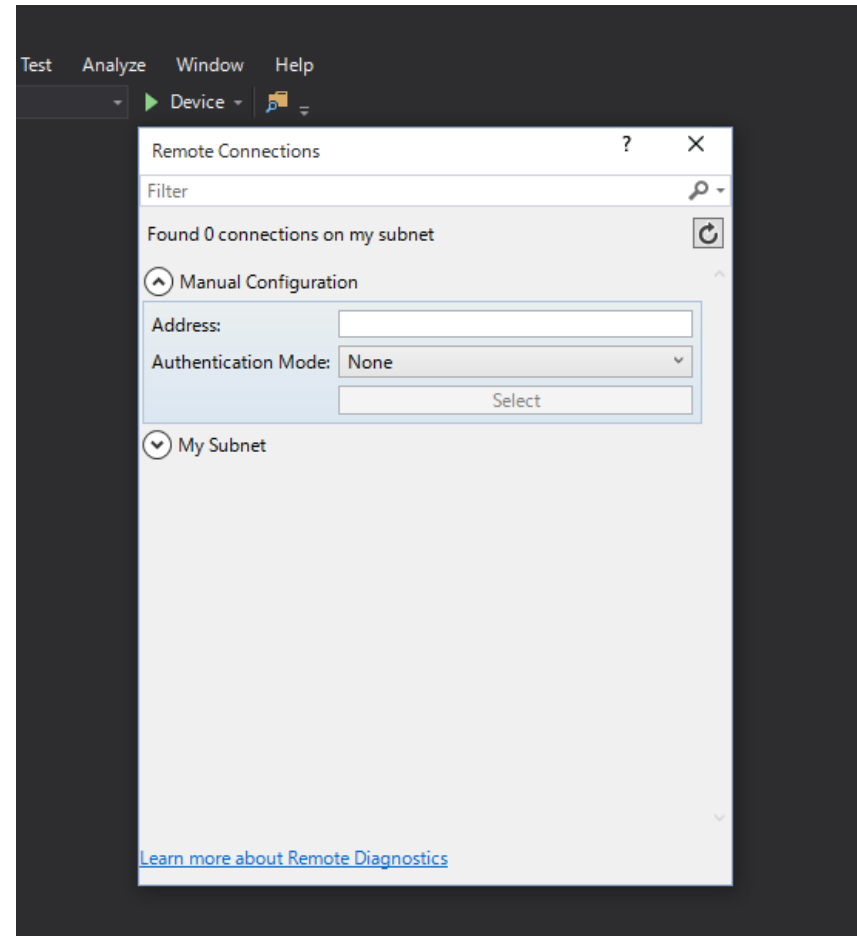 Test Analyze Window Help
Device
Remote Connections ?
Filter
Found 0 connections on my subnet
Manual Configuration
Address:
Authentication Mode: None
Select
My Subnet
Learn more about Remote Diagnostics